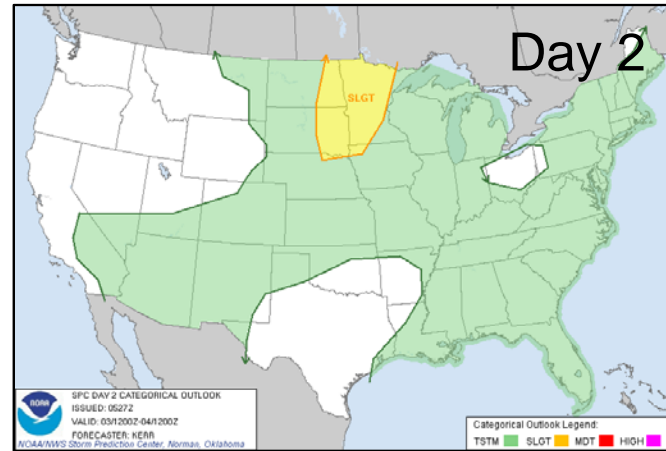 Day 2
SLGT
SPC DAY 2 CATEGORICAL OUTLOOK
ISSUED: 0527Z
VALID: 03/1200Z-04/1200Z
FORECASTER: KERR
NOAA/NWS Storm Prediction Center, Norman, Oklahoma
NOAA
Categorical Outlook Legend:
TSTM SLGT MDT HIGH